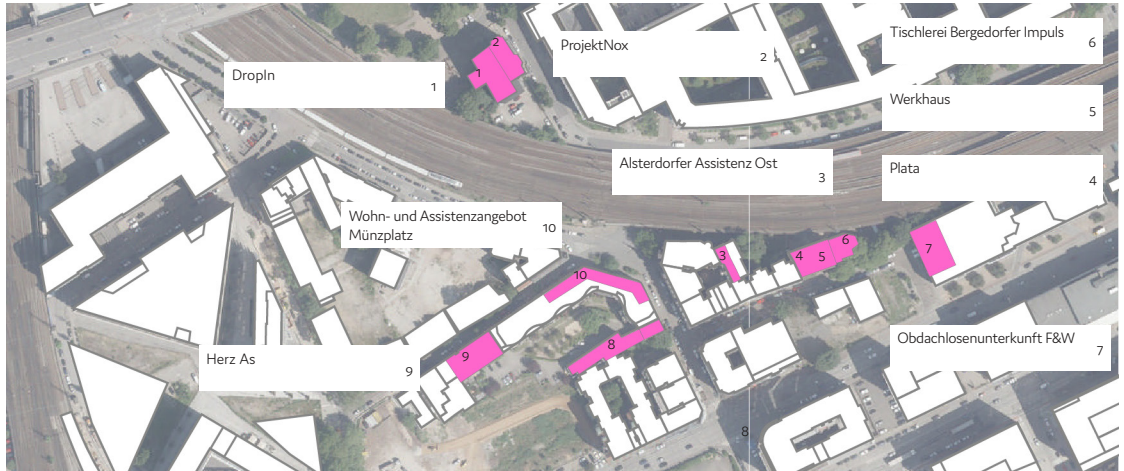 DropIn
1
ProjektNox
2
Tischlerei Bergedorfer Impuls
6
Werkhaus
5
Alsterdorfer Assistenz Ost
3
Plata
4
Wohn- und Assistenzangebot
Münzplatz
10
Herz As
9
Obdachlosenunterkunft F&W
7
2
1
3
4
5
6
7
10
8
9
8